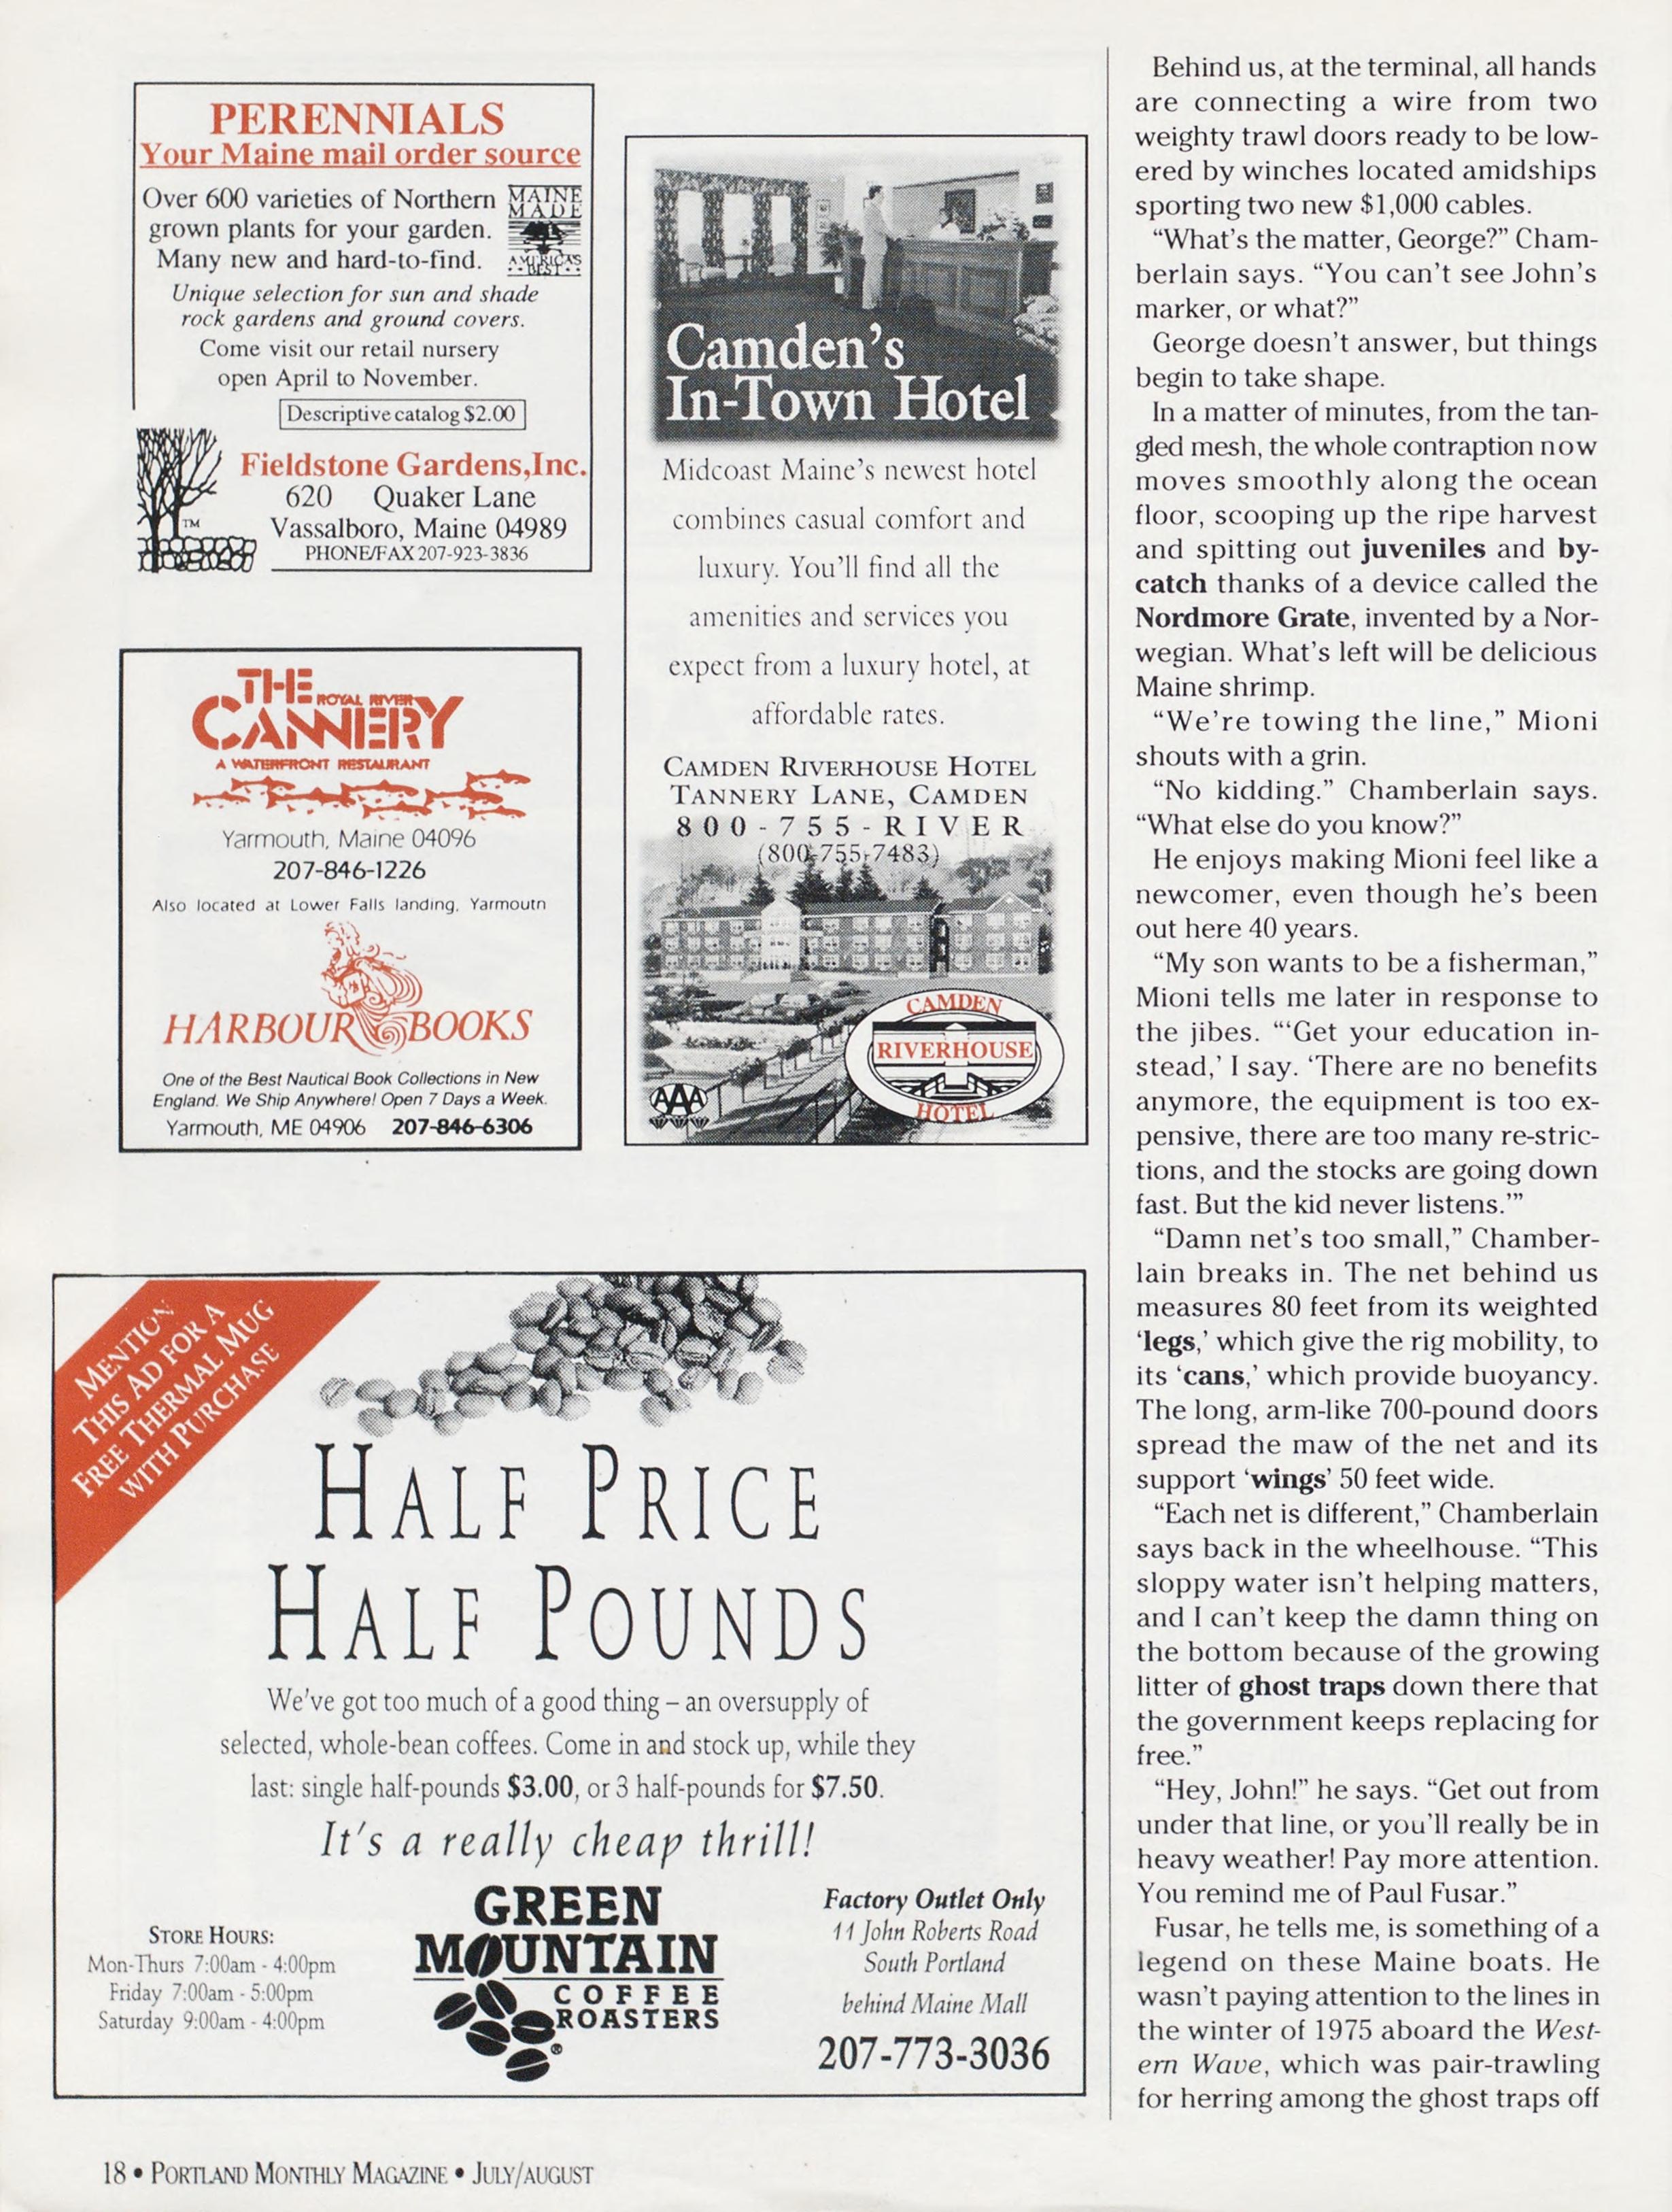 PERENNIALS
Your Maine mail order source
Over 600 varieties of Northern
grown plants for your garden.
Many new and hard-to-find.
MAINE
MADE
AMERICA'S
BEST
Unique selection for sun and shade
rock gardens and ground covers.
Come visit our retail nursery
open April to November.
Descriptive catalog $2.00
Fieldstone Gardens,Inc.
620 Quaker Lane
Vassalboro, Maine 04989
PHONE/FAX 207-923-3836
TM
THE
ROYAL RIVER
CANNERY
A WATERFRONT RESTAURANT
Yarmouth, Maine 04096
207-846-1226
Also located at Lower Falls landing, Yarmouth
HARBOUR BOOKS
One of the Best Nautical Book Collections in New
England. We Ship Anywhere! Open 7 Days a Week.
Yarmouth, ME 04906 207-846-6306
Camden's
In-Town Hotel
Midcoast Maine's newest hotel
combines casual comfort and
luxury. You'll find all the
amenities and services you
expect from a luxury hotel, at
affordable rates.
CAMDEN RIVERHOUSE HOTEL
TANNERY LANE, CAMDEN
800-755-RIVER
(800-755-7483)
CAMDEN
RIVERHOUSE
HOTEL
AAA
MENTION
THIS AD FOR A
FREE THERMAL MUG
WITH PURCHASE
HALF PRICE
HALF POUNDS
We've got too much of a good thing – an oversupply of
selected, whole-bean coffees. Come in and stock up, while they
last: single half-pounds $3.00, or 3 half-pounds for $7.50.
It's a really cheap thrill!
STORE HOURS:
Mon-Thurs 7:00am - 4:00pm
Friday 7:00am - 5:00pm
Saturday 9:00am - 4:00pm
GREEN
MOUNTAIN
COFFEE
ROASTERS
®
Factory Outlet Only
11 John Roberts Road
South Portland
behind Maine Mall
207-773-3036
Behind us, at the terminal, all hands
are connecting a wire from two
weighty trawl doors ready to be low-
ered by winches located amidships
sporting two new $1,000 cables.
"What's the matter, George?" Cham-
berlain says. "You can't see John's
marker, or what?"
George doesn't answer, but things
begin to take shape.
In a matter of minutes, from the tan-
gled mesh, the whole contraption now
moves smoothly along the ocean
floor, scooping up the ripe harvest
and spitting out juveniles and by-
catch thanks of a device called the
Nordmore Grate, invented by a Nor-
wegian. What's left will be delicious
Maine shrimp.
"We're towing the line," Mioni
shouts with a grin.
"No kidding." Chamberlain says.
"What else do you know?"
He enjoys making Mioni feel like a
newcomer, even though he's been
out here 40 years.
"My son wants to be a fisherman,"
Mioni tells me later in response to
the jibes. "'Get your education in-
stead,' I say. 'There are no benefits
anymore, the equipment is too ex-
pensive, there are too many re-stric-
tions, and the stocks are going down
fast. But the kid never listens.'"
"Damn net's too small," Chamber-
lain breaks in. The net behind us
measures 80 feet from its weighted
'legs,' which give the rig mobility, to
its 'cans,' which provide buoyancy.
The long, arm-like 700-pound doors
spread the maw of the net and its
support 'wings' 50 feet wide.
"Each net is different," Chamberlain
says back in the wheelhouse. "This
sloppy water isn't helping matters,
and I can't keep the damn thing on
the bottom because of the growing
litter of ghost traps down there that
the government keeps replacing for
free."
"Hey, John!" he says. "Get out from
under that line, or you'll really be in
heavy weather! Pay more attention.
You remind me of Paul Fusar."
Fusar, he tells me, is something of a
legend on these Maine boats. He
wasn't paying attention to the lines in
the winter of 1975 aboard the West-
ern Wave, which was pair-trawling
for herring among the ghost traps off
18 • PORTLAND MONTHLY MAGAZINE • JULY/AUGUST